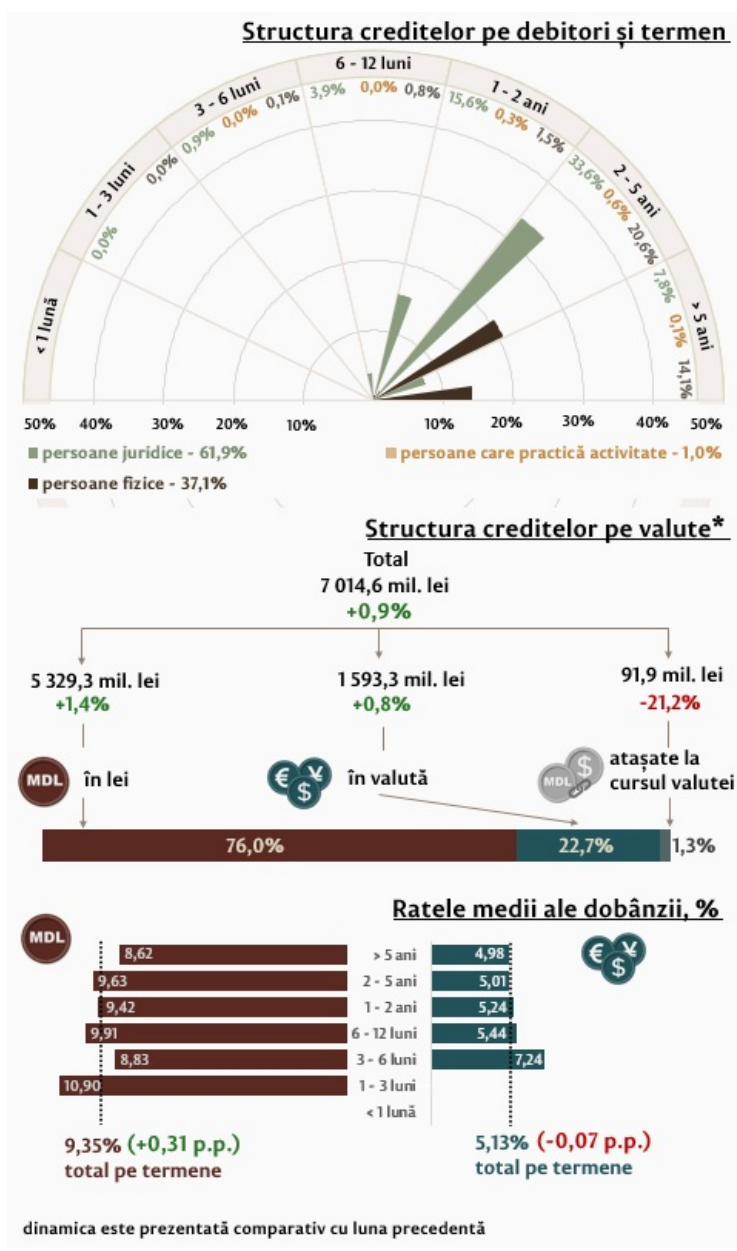 Structura creditelor pe debitori și termen
6 - 12 luni
3 - 6 luni
1 - 2 ani
1 - 3 luni
2 - 5 ani
< 1 lună
> 5 ani
0,0%
0,0%
0,9%
0,0%
0,1%
3,9%
0,0%
0,8%
15,6%
0,3%
1,5%
33,6%
0,6%
20,6%
7,8%
0,1%
14,1%
50% 40% 30% 20% 10% 10% 20% 30% 40% 50%
persoane juridice - 61,9% persoane care practică activitate - 1,0%
persoane fizice - 37,1%
Structura creditelor pe valute*
Total
7 014,6 mil. lei
+0,9%
5 329,3 mil. lei 1 593,3 mil. lei 91,9 mil. lei
+1,4% +0,8% -21,2%
MDL în lei € ¥ $ în valută MDL $ atașate la
cursul valutei
76,0% 22,7% 1,3%
Ratele medii ale dobânzii, %
MDL € ¥ $
8,62 > 5 ani 4,98
9,63 2 - 5 ani 5,01
9,42 1 - 2 ani 5,24
9,91 6 - 12 luni 5,44
8,83 3 - 6 luni 7,24
10,90 1 - 3 luni
< 1 lună
9,35% (+0,31 p.p.) 5,13% (-0,07 p.p.)
total pe termene total pe termene
dinamica este prezentată comparativ cu luna precedentă